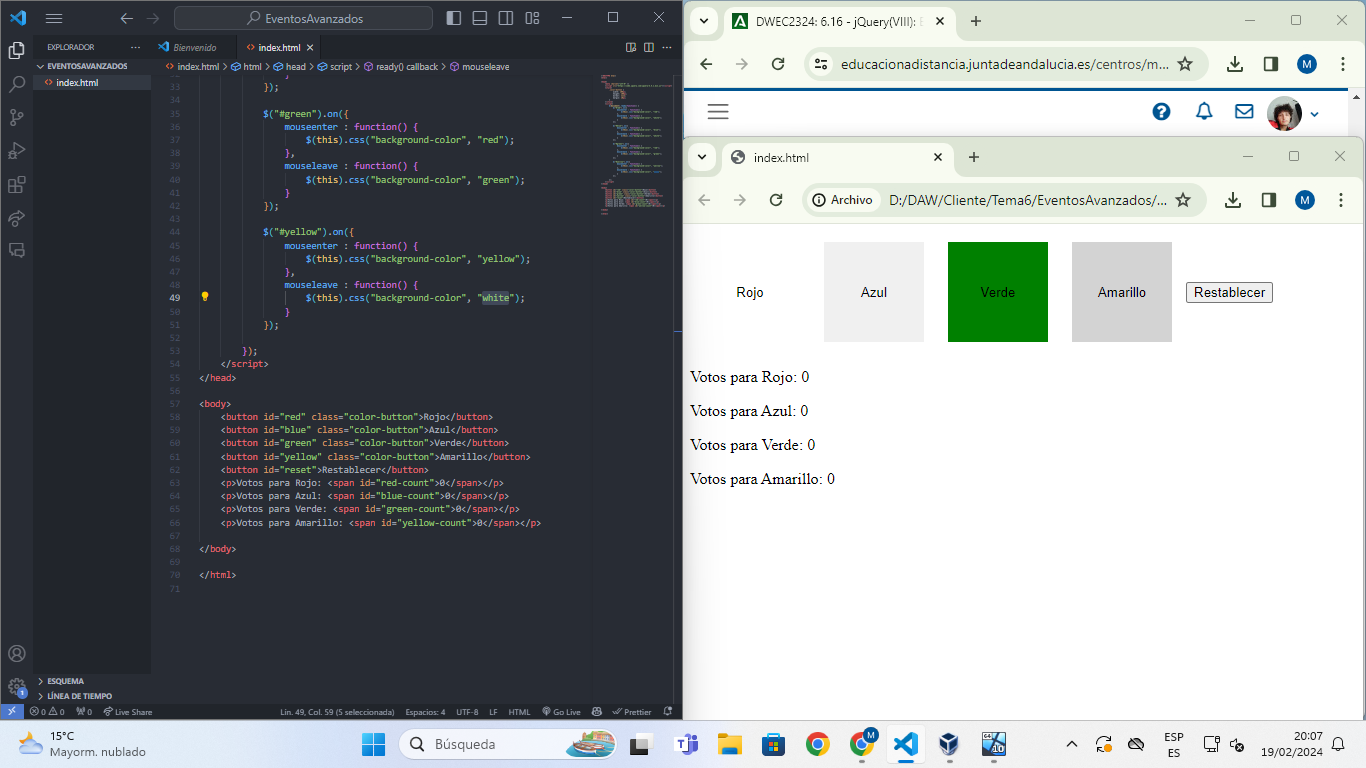 EventosAvanzados
EXPLORADOR
EVENTOSAVANZADOS
index.html
ESQUEMA
LÍNEA DE TIEMPO
Bienvenido
index.html
index.html > html > head > script > ready() callback > mouseleave
33 });
34
35 $("#green").on({
36 mouseenter : function() {
37 $(this).css("background-color", "red");
38 },
39 mouseleave : function() {
40 $(this).css("background-color", "green");
41 }
42 });
43
44 $("#yellow").on({
45 mouseenter : function() {
46 $(this).css("background-color", "yellow");
47 },
48 mouseleave : function() {
49 $(this).css("background-color", "white");
50 }
51 });
52
53 });
54 </script>
55 </head>
56
57 <body>
58 <button id="red" class="color-button">Rojo</button>
59 <button id="blue" class="color-button">Azul</button>
60 <button id="green" class="color-button">Verde</button>
61 <button id="yellow" class="color-button">Amarillo</button>
62 <button id="reset">Restablecer</button>
63 <p>Votos para Rojo: <span id="red-count">0</span></p>
64 <p>Votos para Azul: <span id="blue-count">0</span></p>
65 <p>Votos para Verde: <span id="green-count">0</span></p>
66 <p>Votos para Amarillo: <span id="yellow-count">0</span></p>
67
68 </body>
69
70 </html>
71
1
0 0 0 Live Share
Lín. 49, Col. 59 (5 seleccionada) Espacios: 4 UTF-8 LF HTML Go Live Prettier
DWEC2324: 6.16 - jQuery(VIII):
educacionadistancia.juntadeandalucia.es/centros/m...
M
index.html
Archivo D:/DAW/Cliente/Tema6/EventosAvanzados/...
M
Rojo
Azul
Verde
Amarillo
Restablecer
Votos para Rojo: 0
Votos para Azul: 0
Votos para Verde: 0
Votos para Amarillo: 0
15°C
Mayorm. nublado
Búsqueda
M
ESP
ES
20:07
19/02/2024